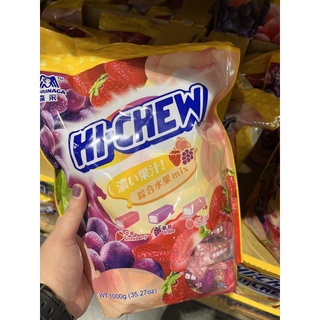 MORINAGA
森永
HI-CHEW
濃い果汁!
綜合水果mix
Strawberry
WT.1000g (35.27oz)